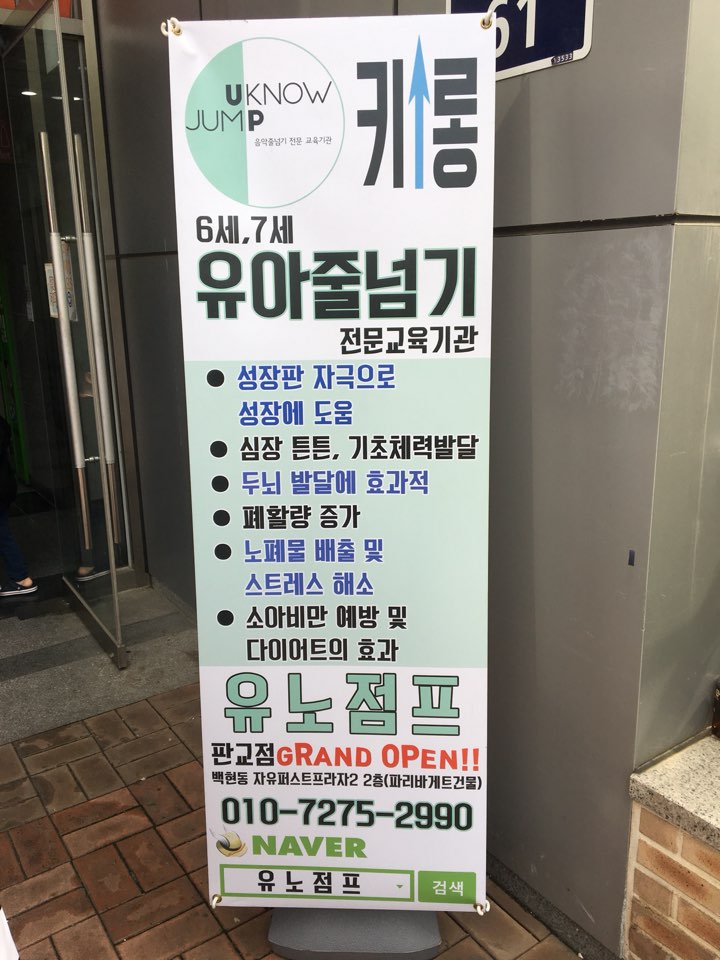 61
13533
UKNOW
JUMP
음악줄넘기 전문 교육기관
키롱
6세,7세
유아줄넘기
전문교육기관
● 성장판 자극으로
성장에 도움
● 심장 튼튼, 기초체력발달
● 두뇌 발달에 효과적
● 폐활량 증가
● 노폐물 배출 및
스트레스 해소
● 소아비만 예방 및
다이어트의 효과
유노점프
판교점GRAND OPEN!!
백현동 자유퍼스트프라자2 2층(파리바게트건물)
010-7275-2990
NAVER
유노점프 검색